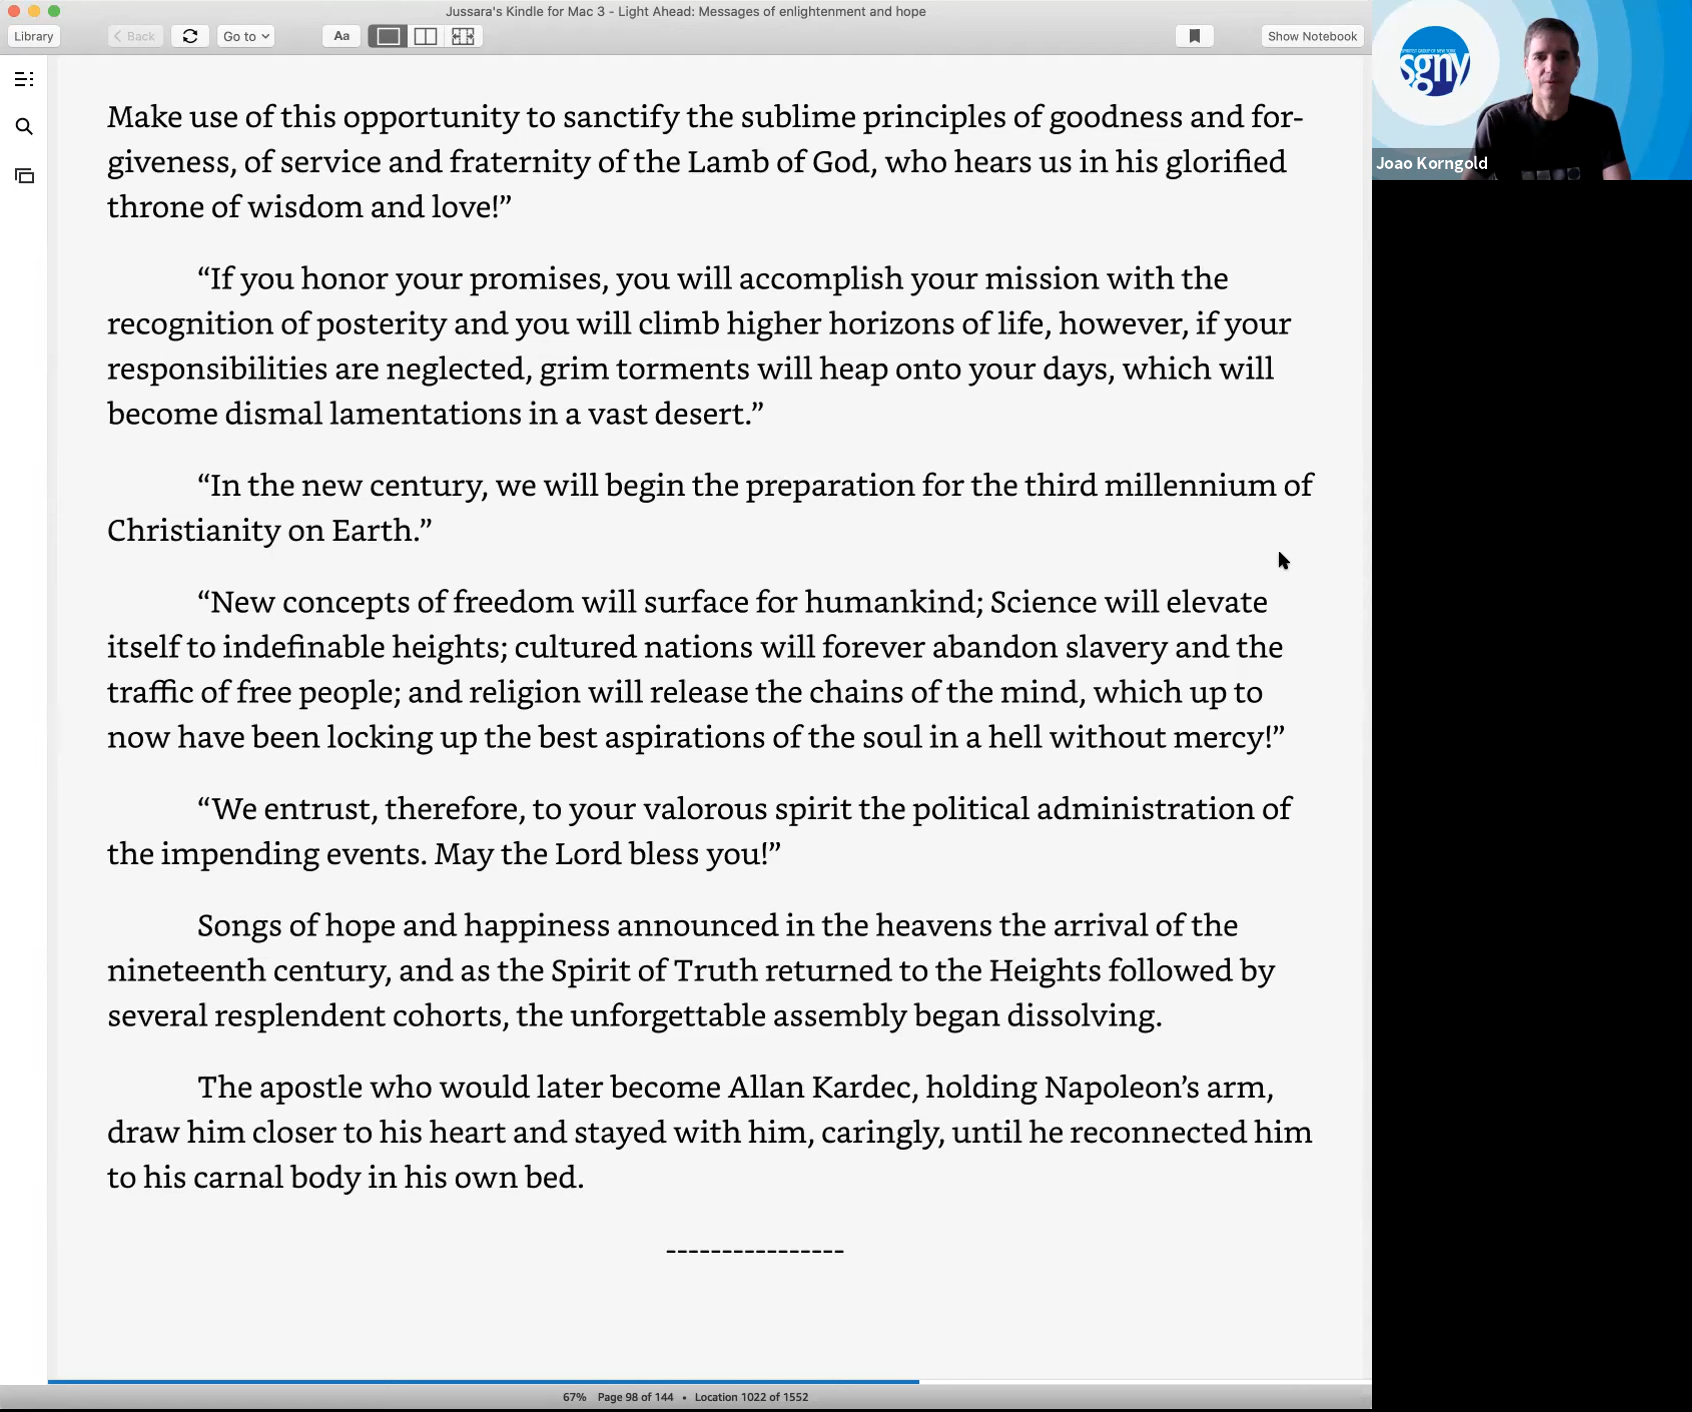 Jussara's Kindle for Mac 3 - Light Ahead: Messages of enlightenment and hope
Library
Back
Go to
Aa
Show Notebook
sgny
Joao Korngold
Make use of this opportunity to sanctify the sublime principles of goodness and for-
giveness, of service and fraternity of the Lamb of God, who hears us in his glorified
throne of wisdom and love!”
“If you honor your promises, you will accomplish your mission with the
recognition of posterity and you will climb higher horizons of life, however, if your
responsibilities are neglected, grim torments will heap onto your days, which will
become dismal lamentations in a vast desert.”
“In the new century, we will begin the preparation for the third millennium of
Christianity on Earth.”
“New concepts of freedom will surface for humankind; Science will elevate
itself to indefinable heights; cultured nations will forever abandon slavery and the
traffic of free people; and religion will release the chains of the mind, which up to
now have been locking up the best aspirations of the soul in a hell without mercy!”
“We entrust, therefore, to your valorous spirit the political administration of
the impending events. May the Lord bless you!”
Songs of hope and happiness announced in the heavens the arrival of the
nineteenth century, and as the Spirit of Truth returned to the Heights followed by
several resplendent cohorts, the unforgettable assembly began dissolving.
The apostle who would later become Allan Kardec, holding Napoleon’s arm,
draw him closer to his heart and stayed with him, caringly, until he reconnected him
to his carnal body in his own bed.
----------------
67% Page 98 of 144 • Location 1022 of 1552